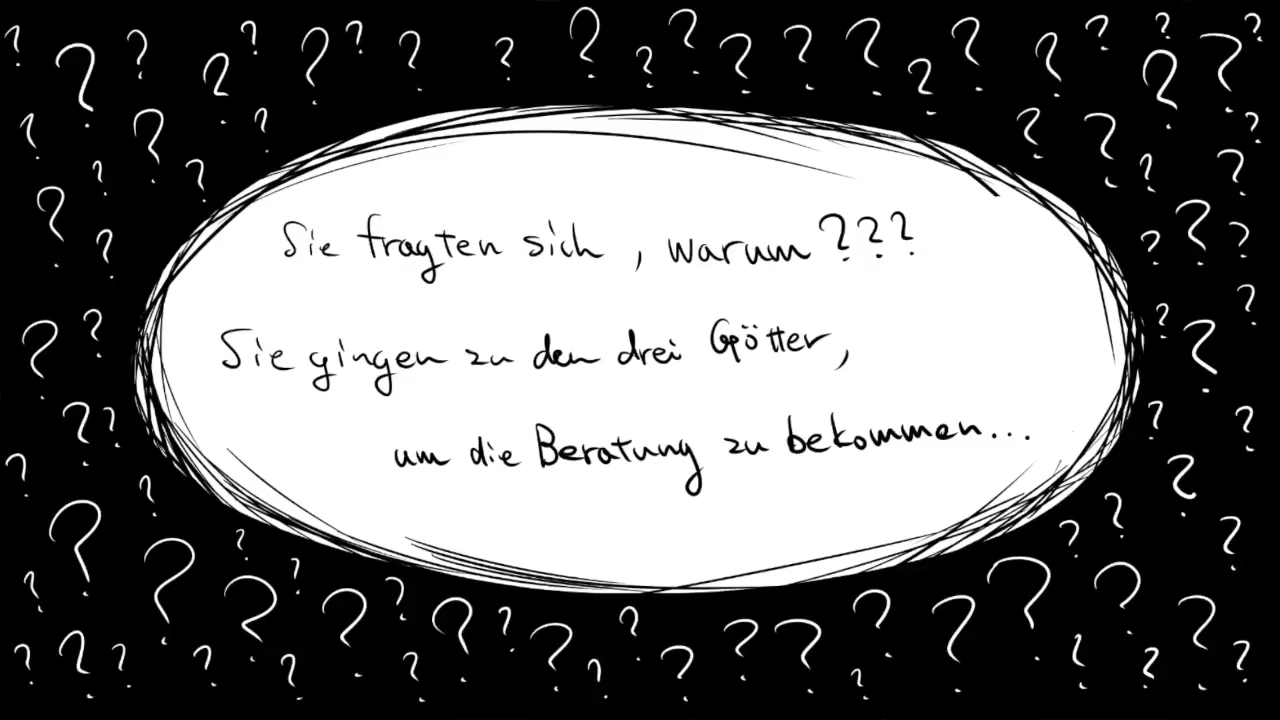 Sie fragten sich, warum???
Sie gingen zu den drei Götter,
um die Beratung zu bekommen...